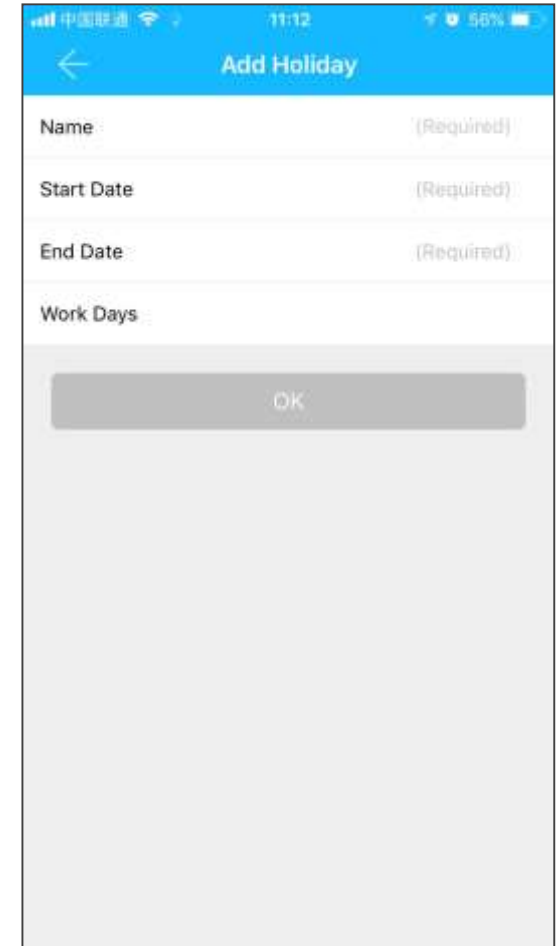 中国联通 11:12 56%
Add Holiday
Name (Required)
Start Date (Required)
End Date (Required)
Work Days
OK